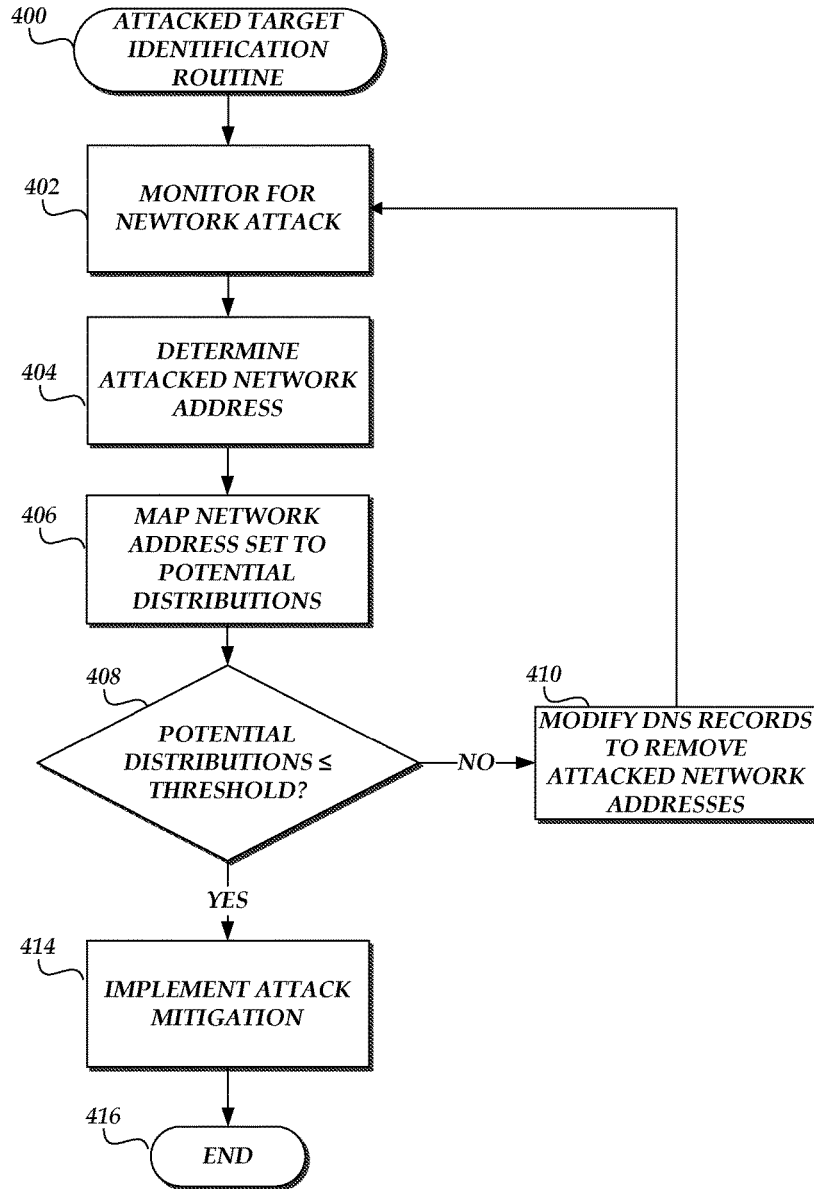 400
ATTACKED TARGET
IDENTIFICATION
ROUTINE
402
MONITOR FOR
NEWTORK ATTACK
404
DETERMINE
ATTACKED NETWORK
ADDRESS
406
MAP NETWORK
ADDRESS SET TO
POTENTIAL
DISTRIBUTIONS
408
POTENTIAL
DISTRIBUTIONS ≤
THRESHOLD?
NO
410
MODIFY DNS RECORDS
TO REMOVE
ATTACKED NETWORK
ADDRESSES
YES
414
IMPLEMENT ATTACK
MITIGATION
416
END